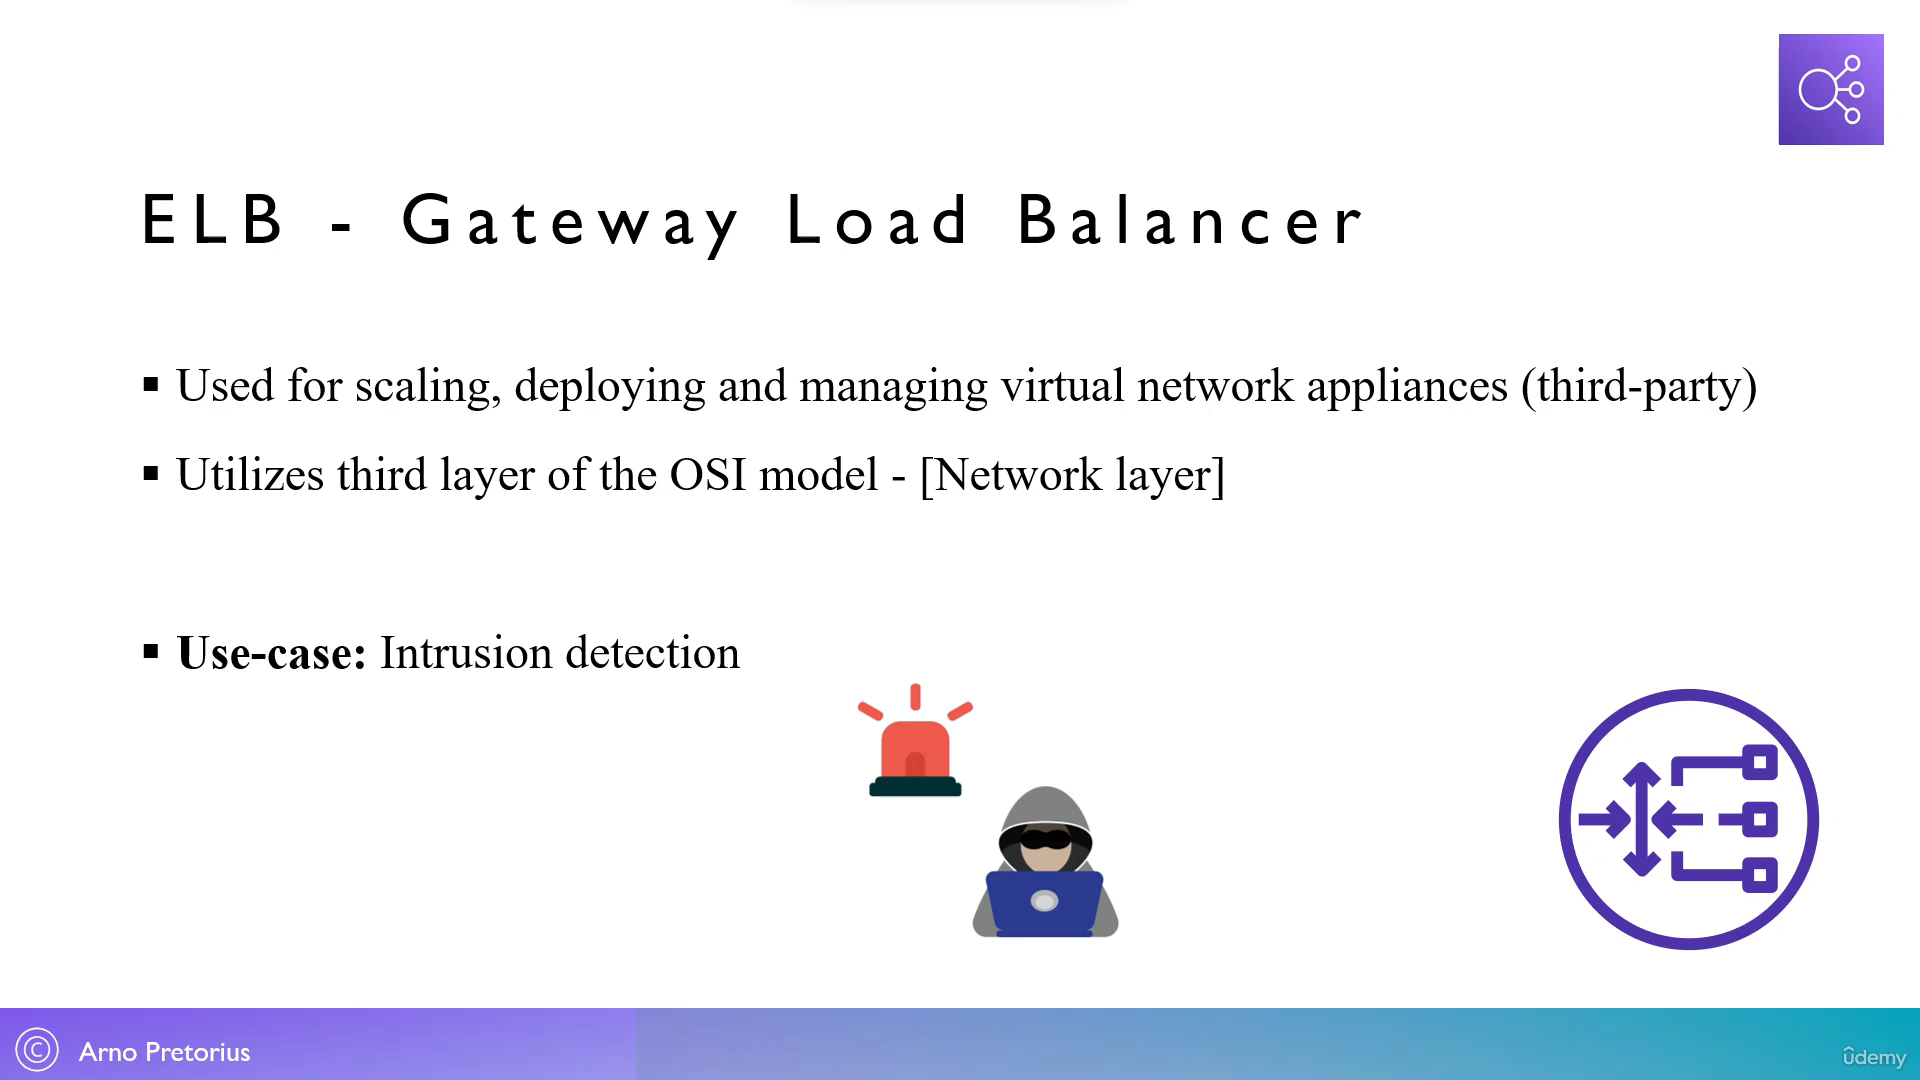 ELB - Gateway Load Balancer
▪ Used for scaling, deploying and managing virtual network appliances (third-party)
▪ Utilizes third layer of the OSI model - [Network layer]
▪ Use-case: Intrusion detection
© Arno Pretorius
ûdemy